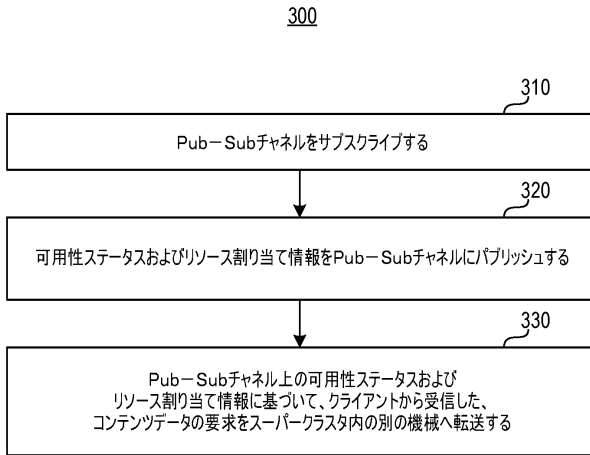 300
310
Pub－Subチャネルをサブスクライブする
320
可用性ステータスおよびリソース割り当て情報をPub－Subチャネルにパブリッシュする
330
Pub－Subチャネル上の可用性ステータスおよび
リソース割り当て情報に基づいて、クライアントから受信した、
コンテンツデータの要求をスーパークラスタ内の別の機械へ転送する